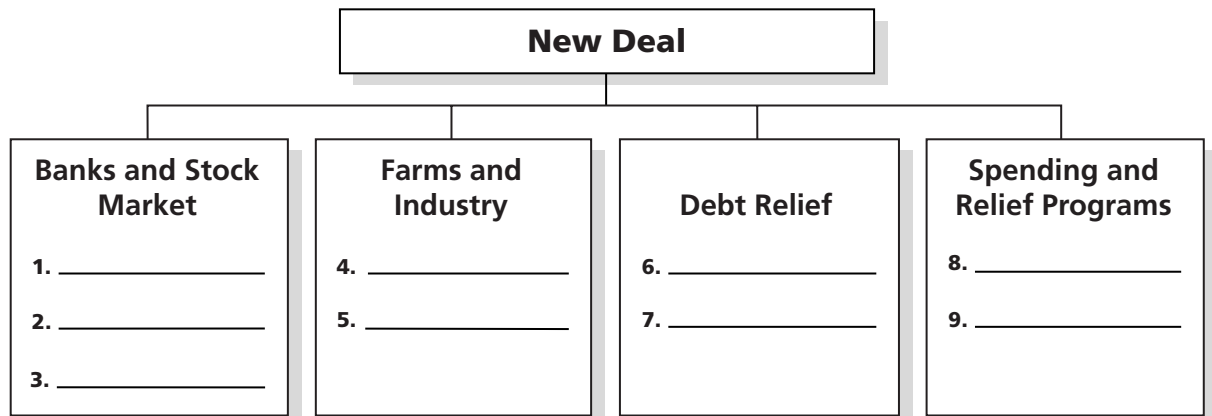 New Deal
Banks and Stock
Market
1.
2.
3.
Farms and
Industry
4.
5.
Debt Relief
6.
7.
Spending and
Relief Programs
8.
9.